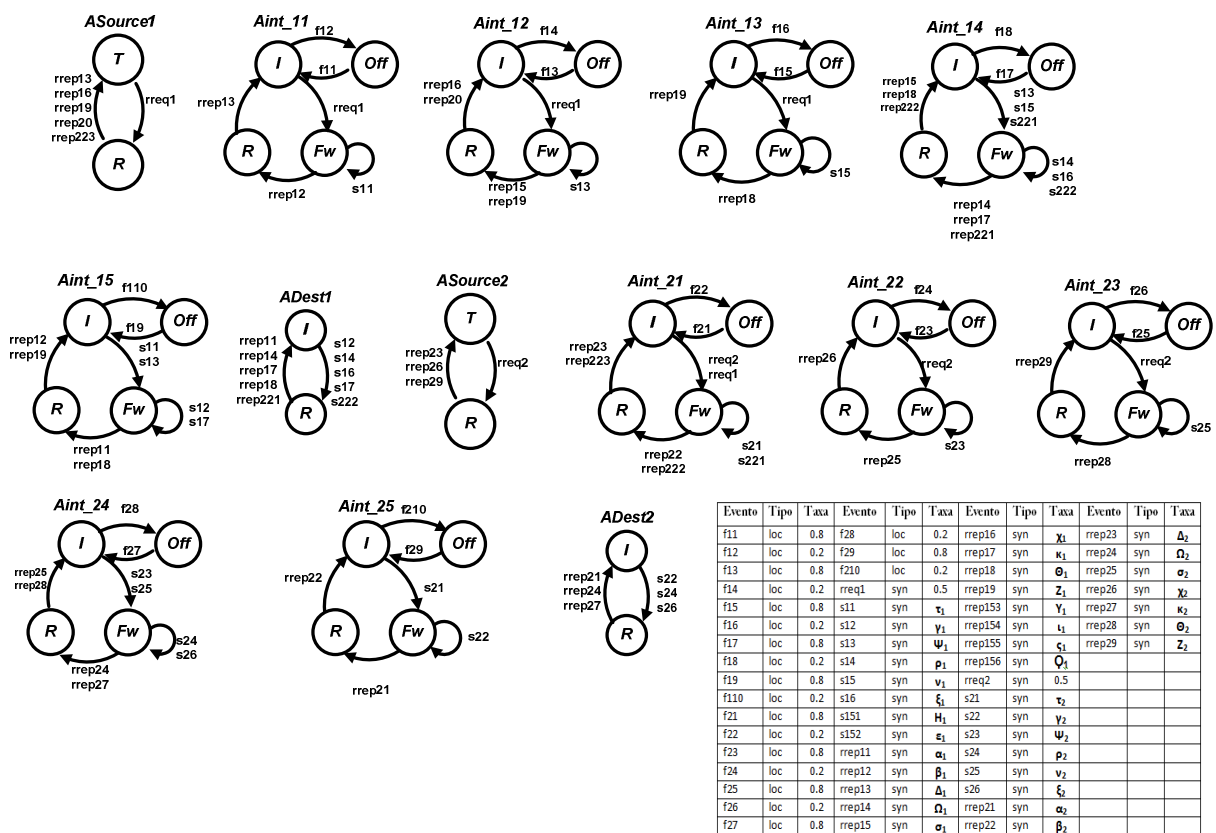 ASource1
T
rrep13
rrep16
rrep19
rrep20
rrep223
rreq1
R
Aint_11
f12
I
Off
f11
rrep13
rreq1
R
Fw
s11
rrep12
Aint_12
f14
I
Off
f13
rrep16
rrep20
rreq1
R
Fw
s13
rrep15
rrep19
Aint_13
f16
I
Off
f15
rrep19
rreq1
R
Fw
s15
rrep18
Aint_14
f18
I
Off
f17
rrep15
rrep18
rrep222
s13
s15
s221
R
Fw
s14
s16
s222
rrep14
rrep17
rrep221
Aint_15
f110
I
Off
f19
rrep12
rrep19
s11
s13
R
Fw
s12
s17
rrep11
rrep18
ADest1
I
rrep11
rrep14
rrep17
rrep18
rrep221
s12
s14
s16
s17
s222
R
ASource2
T
rrep23
rrep26
rrep29
rreq2
R
Aint_21
f22
I
Off
f21
rrep23
rrep223
rreq2
rreq1
R
Fw
s21
s221
rrep22
rrep222
Aint_22
f24
I
Off
f23
rrep26
rreq2
R
Fw
s23
rrep25
Aint_23
f26
I
Off
f25
rrep29
rreq2
R
Fw
s25
rrep28
Aint_24
f28
I
Off
f27
rrep25
rrep28
s23
s25
R
Fw
s24
s26
rrep24
rrep27
Aint_25
f210
I
Off
f29
rrep22
s21
R
Fw
s22
rrep21
ADest2
I
rrep21
rrep24
rrep27
s22
s24
s26
R
Evento Tipo Taxa Evento Tipo Taxa Evento Tipo Taxa Evento Tipo Taxa
f11 loc 0.8 f28 loc 0.2 rrep16 syn χ₁ rrep23 syn Δ₂
f12 loc 0.2 f29 loc 0.8 rrep17 syn κ₁ rrep24 syn Ω₂
f13 loc 0.8 f210 loc 0.2 rrep18 syn Θ₁ rrep25 syn σ₂
f14 loc 0.2 rreq1 syn 0.5 rrep19 syn Ζ₁ rrep26 syn χ₂
f15 loc 0.8 s11 syn τ₁ rrep153 syn Υ₁ rrep27 syn κ₂
f16 loc 0.2 s12 syn γ₁ rrep154 syn ι₁ rrep28 syn Θ₂
f17 loc 0.8 s13 syn Ψ₁ rrep155 syn ς₁ rrep29 syn Ζ₂
f18 loc 0.2 s14 syn ρ₁ rrep156 syn
f19 loc 0.8 s15 syn ν₁ rreq2 syn 0.5
f110 loc 0.2 s16 syn ξ₁ s21 syn τ₂
f21 loc 0.8 s151 syn Η₁ s22 syn γ₂
f22 loc 0.2 s152 syn ε₁ s23 syn Ψ₂
f23 loc 0.8 rrep11 syn α₁ s24 syn ρ₂
f24 loc 0.2 rrep12 syn β₁ s25 syn ν₂
f25 loc 0.8 rrep13 syn Δ₁ s26 syn ξ₂
f26 loc 0.2 rrep14 syn Ω₁ rrep21 syn α₂
f27 loc 0.8 rrep15 syn σ₁ rrep22 syn β₂